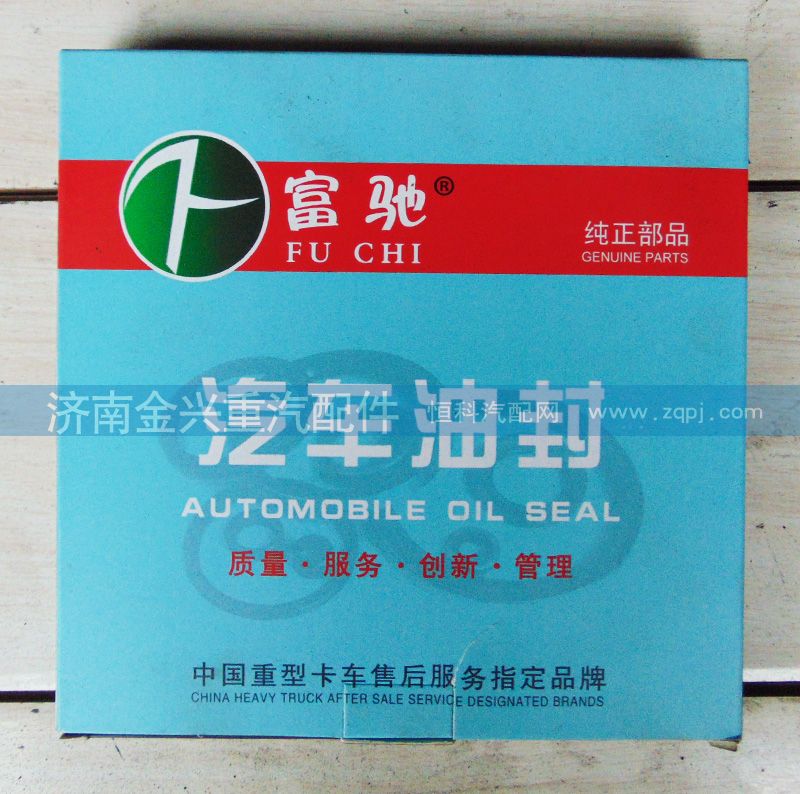 富驰®
FU CHI
纯正部品
GENUINE PARTS
汽车油封
济南金兴重汽配件 恒科汽配网 www.zqpj.com
AUTOMOBILE OIL SEAL
质量·服务·创新·管理
中国重型卡车售后服务指定品牌
CHINA HEAVY TRUCK AFTER SALE SERVICE DESIGNATED BRANDS